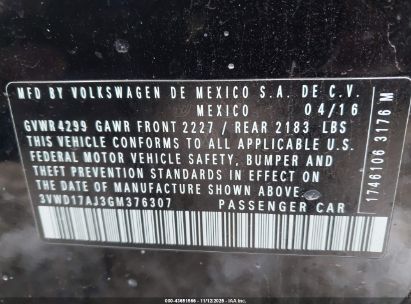 MFD BY VOLKSWAGEN DE MEXICO S.A. DE C.V.
MEXICO 04/16
GVWR4299 GAWR FRONT 2227 / REAR 2183 LBS
THIS VEHICLE CONFORMS TO ALL APPLICABLE U.S.
FEDERAL MOTOR VEHICLE SAFETY, BUMPER AND
THEFT PREVENTION STANDARDS IN EFFECT ON THE
DATE OF MANUFACTURE SHOWN ABOVE.
3VWD17AJ3GM376307 PASSENGER CAR
1746106 3176 M